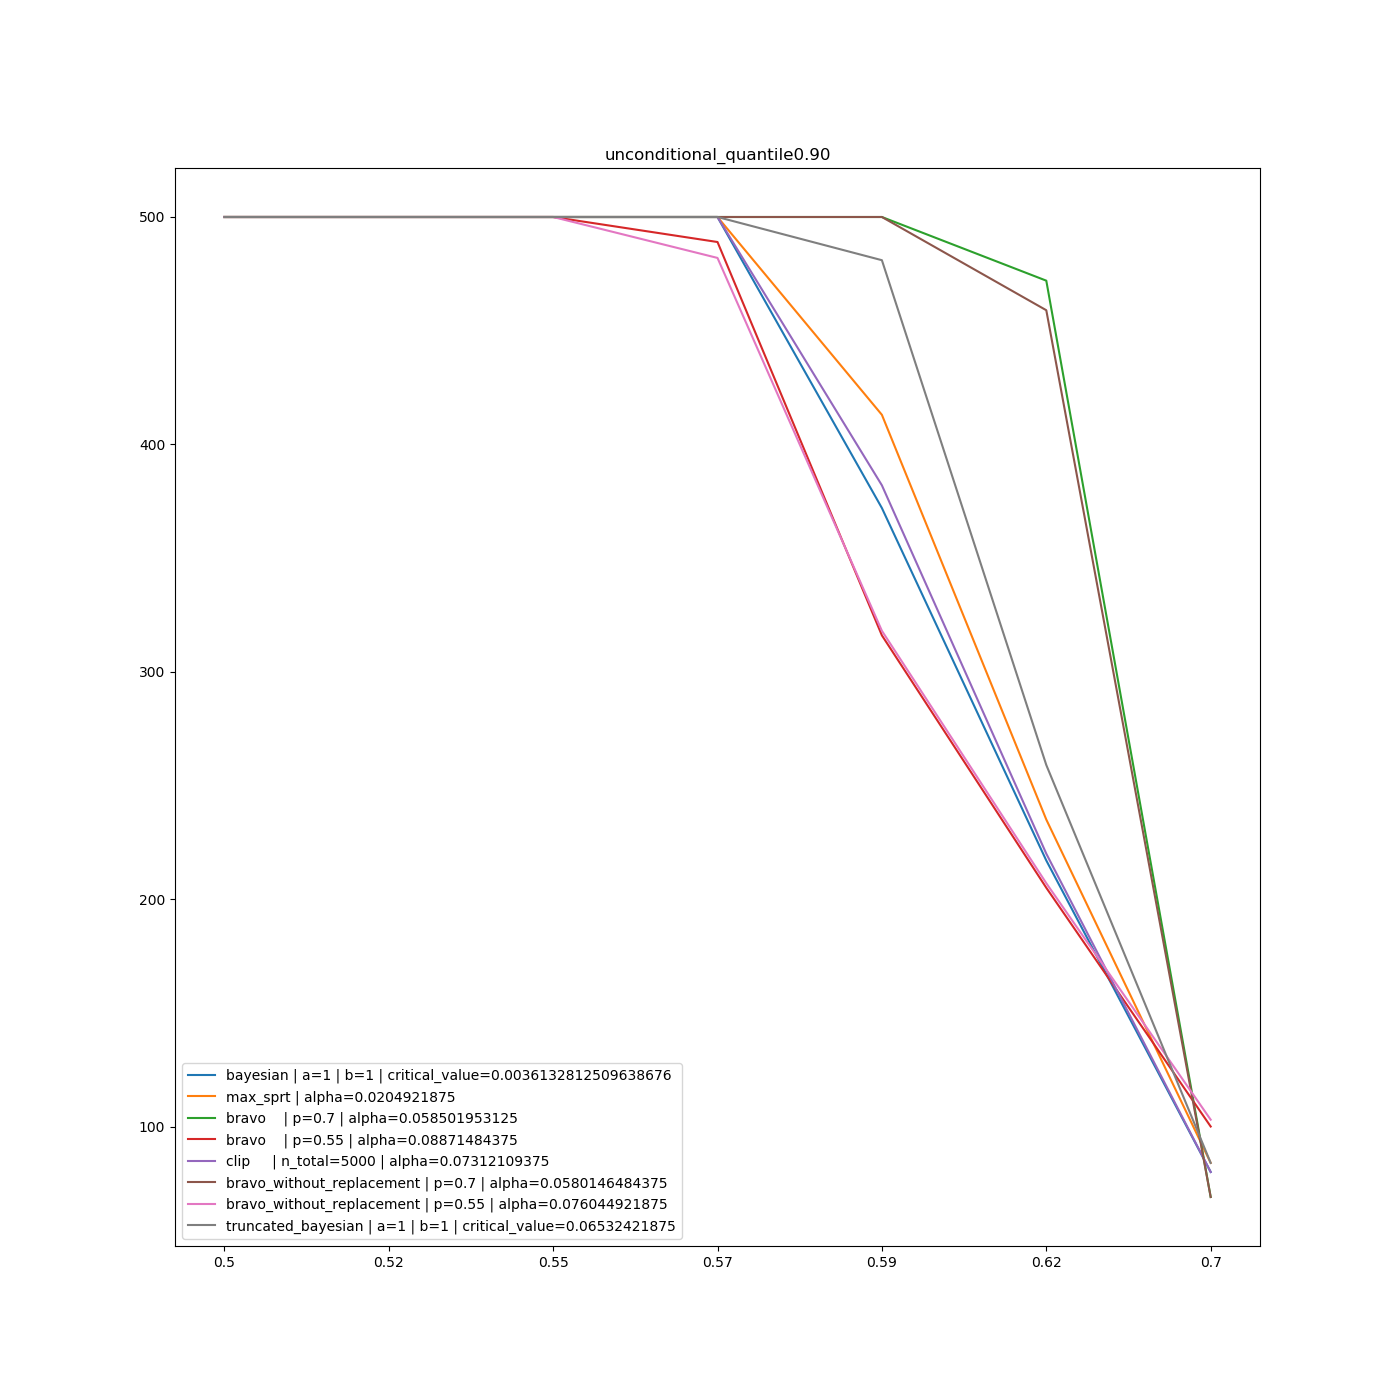 unconditional_quantile0.90
500
400
300
200
100
bayesian | a=1 | b=1 | critical_value=0.0036132812509638676
max_sprt | alpha=0.0204921875
bravo    | p=0.7 | alpha=0.058501953125
bravo    | p=0.55 | alpha=0.08871484375
clip     | n_total=5000 | alpha=0.07312109375
bravo_without_replacement | p=0.7 | alpha=0.0580146484375
bravo_without_replacement | p=0.55 | alpha=0.076044921875
truncated_bayesian | a=1 | b=1 | critical_value=0.06532421875
0.5 0.52 0.55 0.57 0.59 0.62 0.7